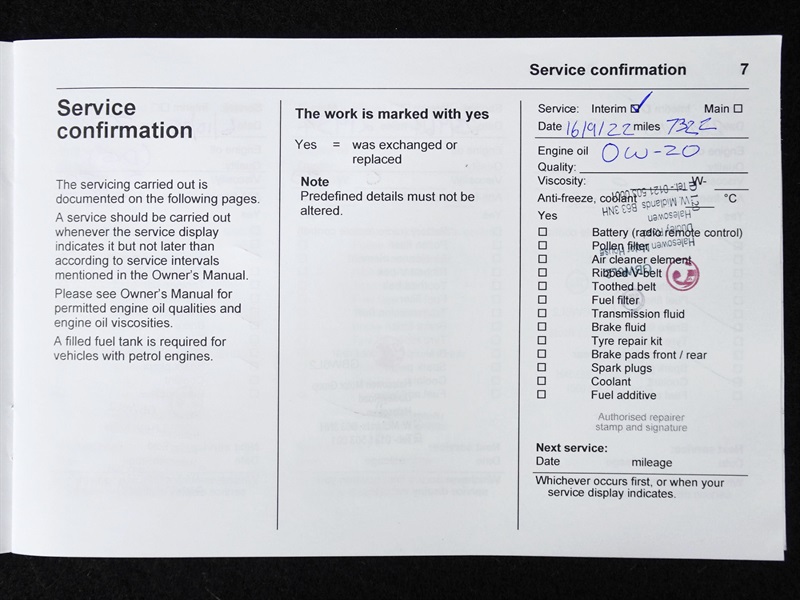 Service confirmation 7
Service
confirmation
The servicing carried out is
documented on the following pages.
A service should be carried out
whenever the service display
indicates it but not later than
according to service intervals
mentioned in the Owner's Manual.
Please see Owner's Manual for
permitted engine oil qualities and
engine oil viscosities.
A filled fuel tank is required for
vehicles with petrol engines.
The work is marked with yes
Yes = was exchanged or
replaced
Note
Predefined details must not be
altered.
Service: Interim Main
Date 16/9/22 miles 7322
Engine oil 0W-20
Quality:
Viscosity: W-
Anti-freeze, coolant °C
Yes
Battery (radio remote control)
Pollen filter
Air cleaner element
Ribbed V-belt
Toothed belt
Fuel filter
Transmission fluid
Brake fluid
Tyre repair kit
Brake pads front / rear
Spark plugs
Coolant
Fuel additive
Halesowen
Dudley Road
Halesowen
W Midlands B63 3NH
Authorised repairer
stamp and signature
Next service:
Date mileage
Whichever occurs first, or when your
service display indicates.